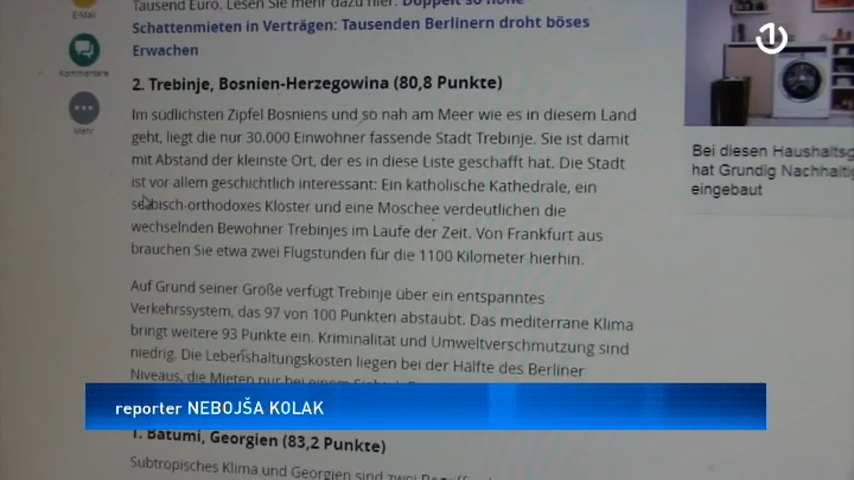 Tausend Euro. Lesen Sie mehr dazu hier: Doppelt so hohe
Schattenmieten in Verträgen: Tausenden Berlinern droht böses
Erwachen
E-Mail
Kommentare
Mehr
2. Trebinje, Bosnien-Herzegowina (80,8 Punkte)
Im südlichsten Zipfel Bosniens und so nah am Meer wie es in diesem Land
geht, liegt die nur 30.000 Einwohner fassende Stadt Trebinje. Sie ist damit
mit Abstand der kleinste Ort, der es in diese Liste geschafft hat. Die Stadt
ist vor allem geschichtlich interessant: Ein katholische Kathedrale, ein
serbisch-orthodoxes Kloster und eine Moschee verdeutlichen die
wechselnden Bewohner Trebinjes im Laufe der Zeit. Von Frankfurt aus
brauchen Sie etwa zwei Flugstunden für die 1100 Kilometer hierhin.
Auf Grund seiner Größe verfügt Trebinje über ein entspanntes
Verkehrssystem, das 97 von 100 Punkten abstaubt. Das mediterrane Klima
bringt weitere 93 Punkte ein. Kriminalität und Umweltverschmutzung sind
niedrig. Die Lebenshaltungskosten liegen bei der Hälfte des Berliner
Niveaus, die Mieten nur bei einem
reporter NEBOJŠA KOLAK
1. Batumi, Georgien (83,2 Punkte)
Subtropisches Klima und Georgien sind zwei
1
Bei diesen Haushaltsg
hat Grundig Nachhaltig
eingebaut